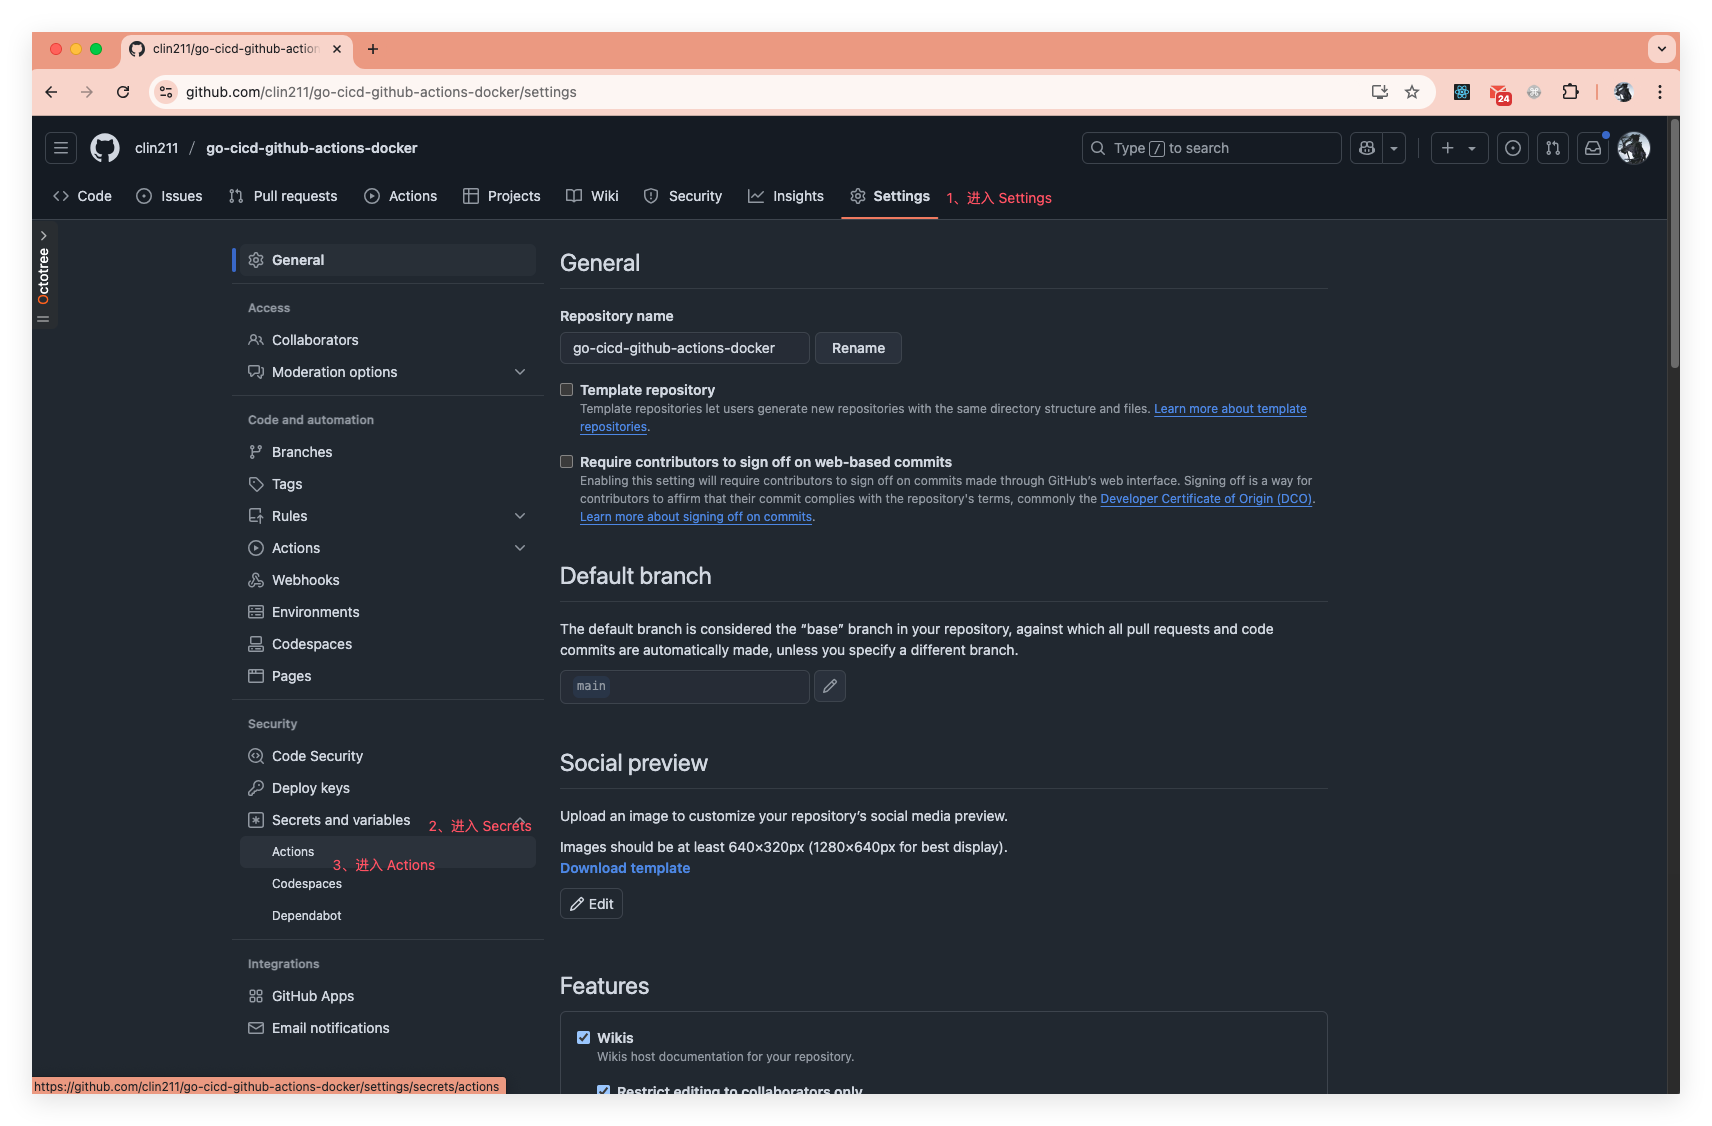 clin211/go-cicd-github-action
github.com/clin211/go-cicd-github-actions-docker/settings
24
clin211 / go-cicd-github-actions-docker
Type / to search
Code
Issues
Pull requests
Actions
Projects
Wiki
Security
Insights
Settings
1、进入 Settings
Octotree
General
Access
Collaborators
Moderation options
Code and automation
Branches
Tags
Rules
Actions
Webhooks
Environments
Codespaces
Pages
Security
Code Security
Deploy keys
Secrets and variables
2、进入 Secrets
Actions
3、进入 Actions
Codespaces
Dependabot
Integrations
GitHub Apps
Email notifications
General
Repository name
go-cicd-github-actions-docker
Rename
Template repository
Template repositories let users generate new repositories with the same directory structure and files. Learn more about template
repositories.
Require contributors to sign off on web-based commits
Enabling this setting will require contributors to sign off on commits made through GitHub's web interface. Signing off is a way for
contributors to affirm that their commit complies with the repository's terms, commonly the Developer Certificate of Origin (DCO).
Learn more about signing off on commits.
Default branch
The default branch is considered the “base” branch in your repository, against which all pull requests and code
commits are automatically made, unless you specify a different branch.
main
Social preview
Upload an image to customize your repository’s social media preview.
Images should be at least 640×320px (1280×640px for best display).
Download template
Edit
Features
Wikis
Wikis host documentation for your repository.
Restrict editing to collaborators only
https://github.com/clin211/go-cicd-github-actions-docker/settings/secrets/actions